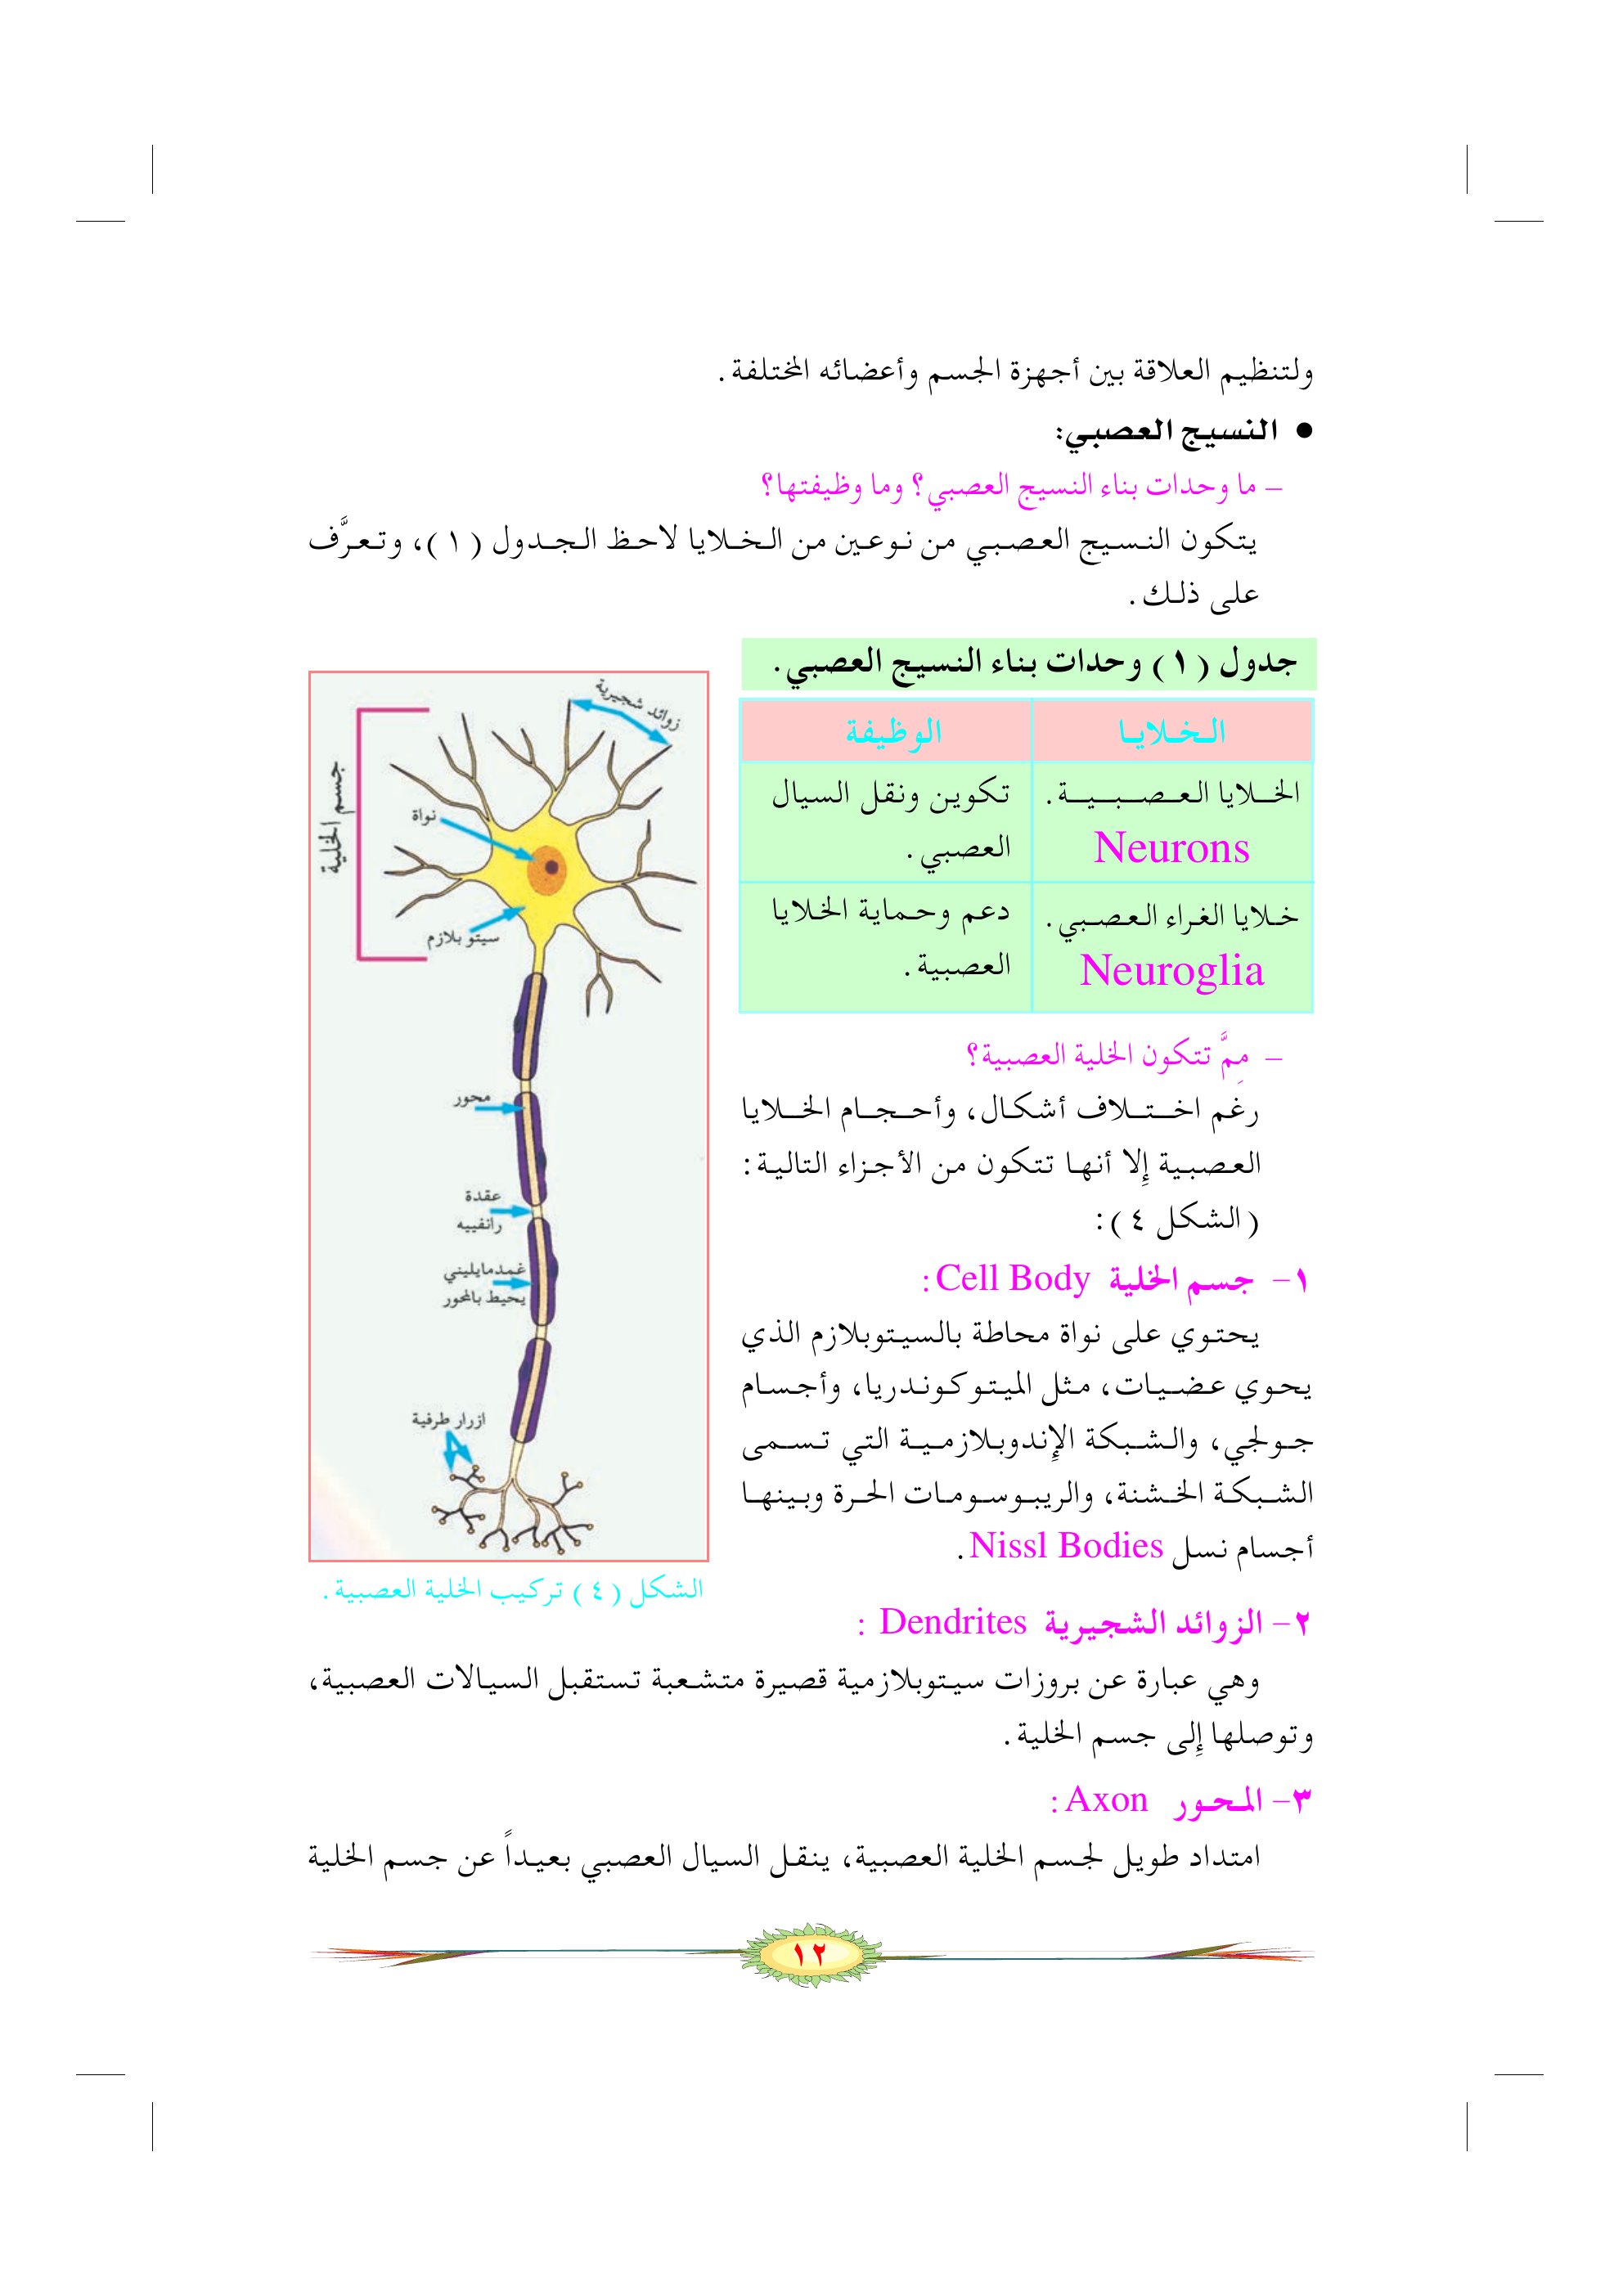 ولتنظيم العلاقة بين أجهزة الجسم وأعضائه المختلفة.
● النسيج العصبي:
– ما وحدات بناء النسيج العصبي؟ وما وظيفتها؟
يتكون النسيج العصبي من نوعين من الخلايا لاحظ الجدول (١)، وتعرَّف
على ذلك.
جدول (١) وحدات بناء النسيج العصبي.
الخلايا
الوظيفة
الخلايا العصبية.
Neurons
تكوين ونقل السيال
العصبي.
خلايا الغراء العصبي.
Neuroglia
دعم وحماية الخلايا
العصبية.
– مِمَّ تتكون الخلية العصبية؟
رغم اختلاف أشكال، وأحجام الخلايا
العصبية إلا أنها تتكون من الأجزاء التالية:
(الشكل ٤):
١– جسم الخلية Cell Body:
يحتوي على نواة محاطة بالسيتوبلازم الذي
يحوي عضيات، مثل الميتوكوندريا، وأجسام
جولجي، والشبكة الإندوبلازمية التي تسمى
الشبكة الخشنة، والريبوسومات الحرة وبينها
أجسام نسل Nissl Bodies.
زوائد شجيرية
جسم الخلية
نواة
سيتو بلازم
محور
عقدة
رانفييه
غمدمايليني
يحيط بالمحور
ازرار طرفية
الشكل (٤) تركيب الخلية العصبية.
٢– الزوائد الشجيرية Dendrites :
وهي عبارة عن بروزات سيتوبلازمية قصيرة متشعبة تستقبل السيالات العصبية،
وتوصلها إلى جسم الخلية.
٣– المحور Axon:
امتداد طويل لجسم الخلية العصبية، ينقل السيال العصبي بعيداً عن جسم الخلية
١٢